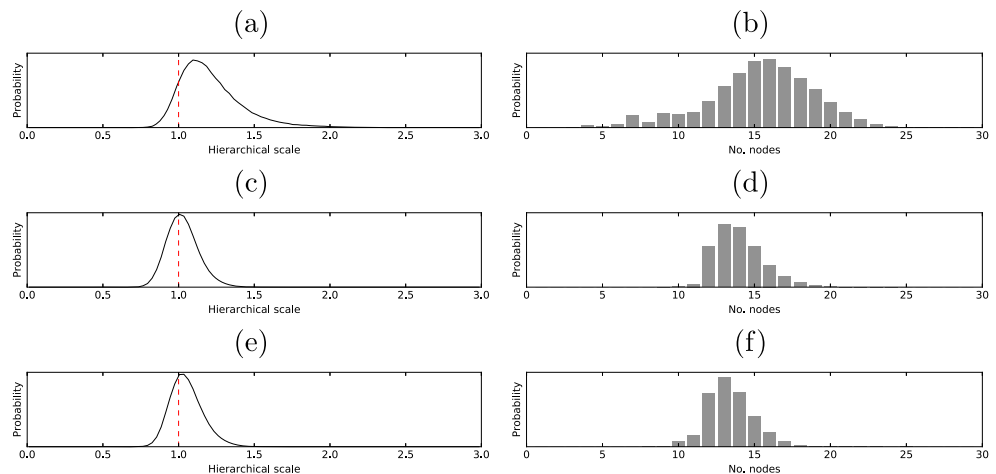 (a)
Probability
0.0 0.5 1.0 1.5 2.0 2.5 3.0
Hierarchical scale
(b)
Probability
0 5 10 15 20 25 30
No. nodes
(c)
Probability
0.0 0.5 1.0 1.5 2.0 2.5 3.0
Hierarchical scale
(d)
Probability
0 5 10 15 20 25 30
No. nodes
(e)
Probability
0.0 0.5 1.0 1.5 2.0 2.5 3.0
Hierarchical scale
(f)
Probability
0 5 10 15 20 25 30
No. nodes